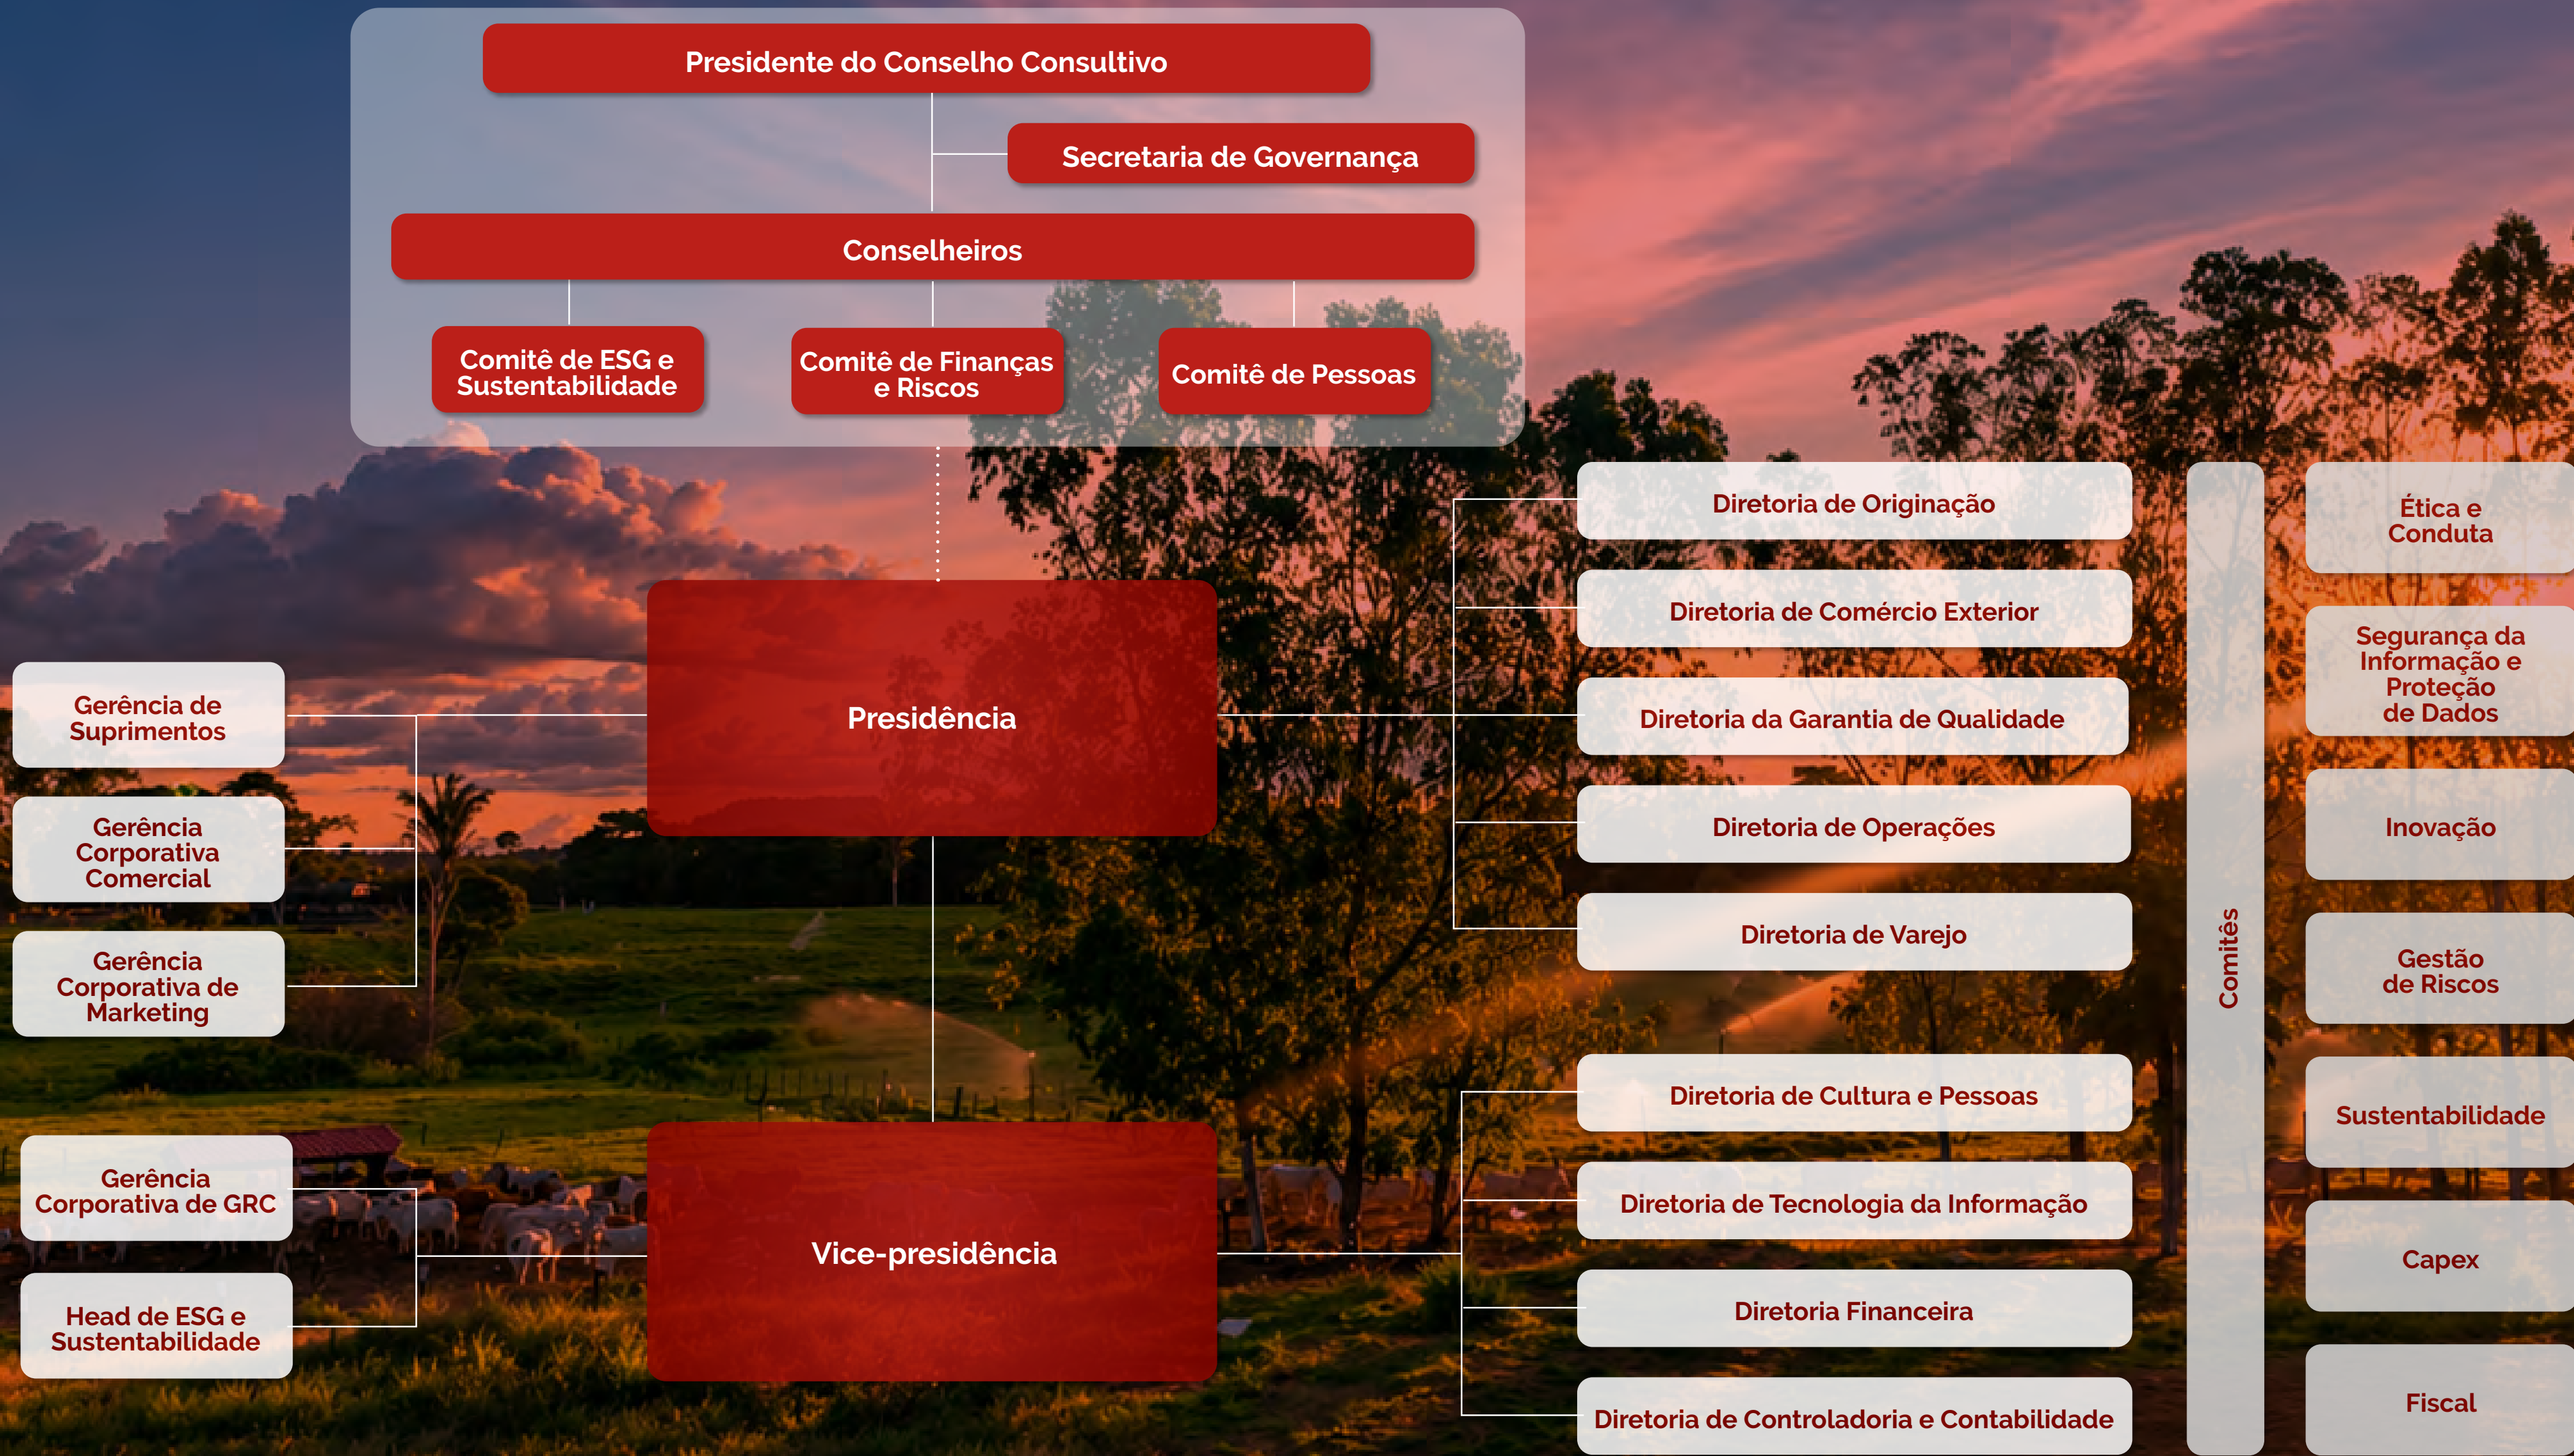 Presidente do Conselho Consultivo
Secretaria de Governança
Conselheiros
Comitê de ESG e
Sustentabilidade
Comitê de Finanças
e Riscos
Comitê de Pessoas
Presidência
Gerência de
Suprimentos
Gerência
Corporativa
Comercial
Gerência
Corporativa de
Marketing
Diretoria de Originação
Diretoria de Comércio Exterior
Diretoria da Garantia de Qualidade
Diretoria de Operações
Diretoria de Varejo
Vice-presidência
Gerência
Corporativa de GRC
Head de ESG e
Sustentabilidade
Diretoria de Cultura e Pessoas
Diretoria de Tecnologia da Informação
Diretoria Financeira
Diretoria de Controladoria e Contabilidade
Comitês
Ética e
Conduta
Segurança da
Informação e
Proteção
de Dados
Inovação
Gestão
de Riscos
Sustentabilidade
Capex
Fiscal